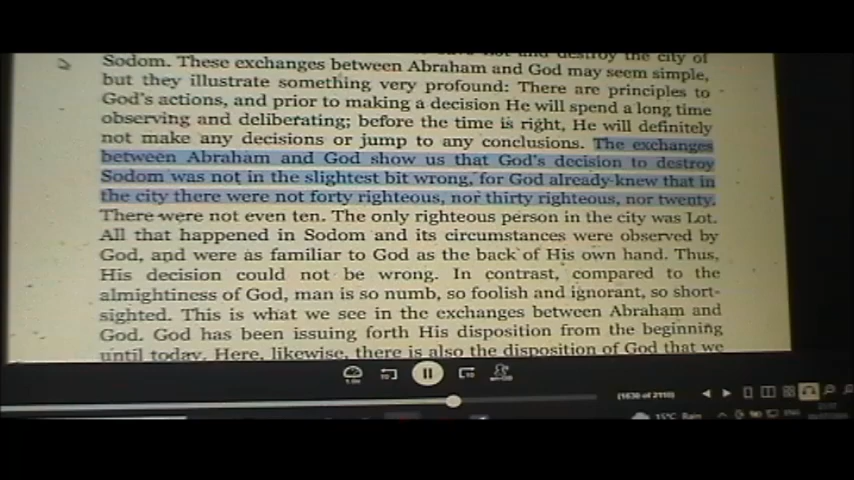 destroy the city of
Sodom. These exchanges between Abraham and God may seem simple,
but they illustrate something very profound: There are principles to
God's actions, and prior to making a decision He will spend a long time
observing and deliberating; before the time is right, He will definitely
not make any decisions or jump to any conclusions. The exchanges
between Abraham and God show us that God's decision to destroy
Sodom was not in the slightest bit wrong, for God already knew that in
the city there were not forty righteous, nor thirty righteous, nor twenty.
There were not even ten. The only righteous person in the city was Lot.
All that happened in Sodom and its circumstances were observed by
God, and were as familiar to God as the back of His own hand. Thus,
His decision could not be wrong. In contrast, compared to the
almightiness of God, man is so numb, so foolish and ignorant, so short-
sighted. This is what we see in the exchanges between Abraham and
God. God has been issuing forth His disposition from the beginning
until today. Here, likewise, there is also the disposition of God that we
10
10
15°C Rain